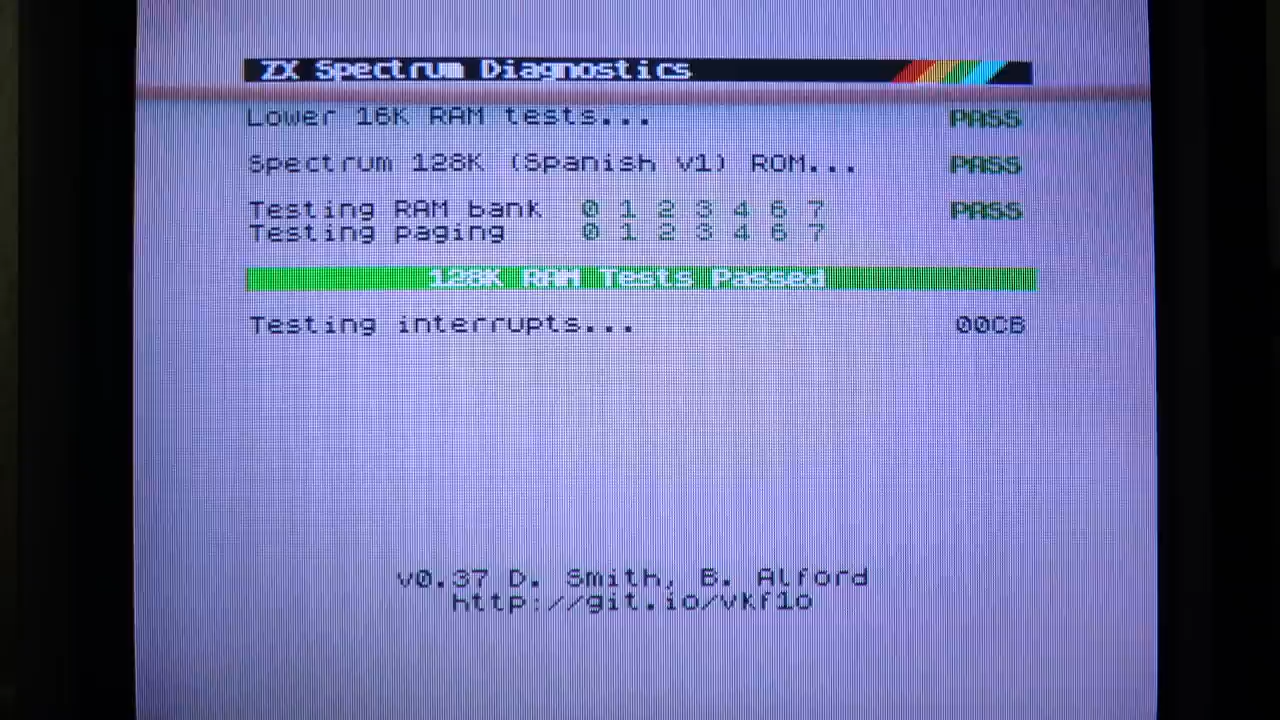 ZX Spectrum Diagnostics
Lower 16K RAM tests... PASS
Spectrum 128K (Spanish v1) ROM... PASS
Testing RAM bank 0 1 2 3 4 6 7 PASS
Testing paging 0 1 2 3 4 6 7
128K RAM Tests Passed
Testing interrupts... 00CB
v0.37 D. Smith, B. Alford
http://git.io/vkf1o